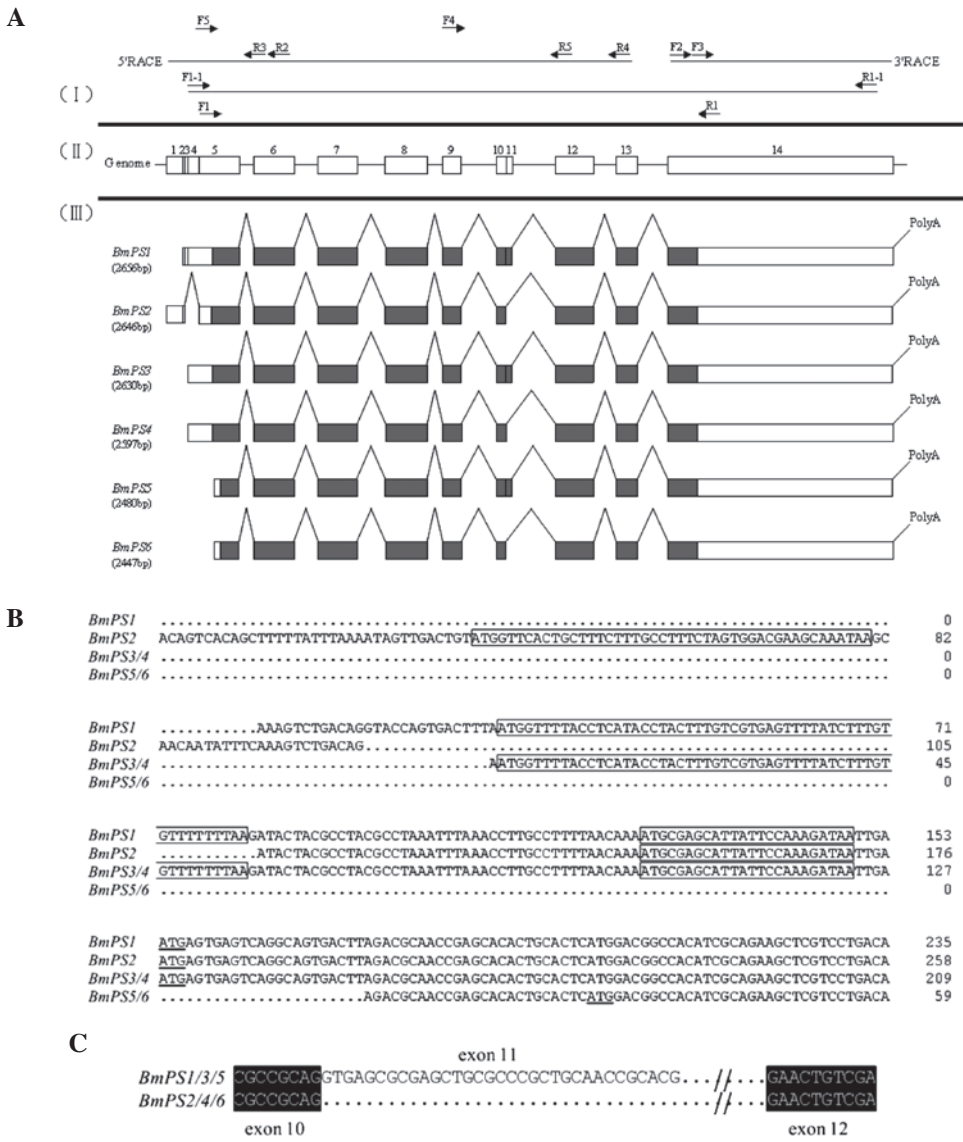 A
F5 F4
R3 R2 R5 R4 F2 F3
5'RACE 3'RACE
F1-1 R1-1
(I)
F1 R1
(II) Genome 1 2 3 4 5 6 7 8 9 10 11 12 13 14
(III)
PolyA
BmPS1
(2656bp)
PolyA
BmPS2
(2646bp)
PolyA
BmPS3
(2630bp)
PolyA
BmPS4
(2597bp)
PolyA
BmPS5
(2480bp)
PolyA
BmPS6
(2447bp)
B
BmPS1 0
BmPS2 ACAGTCACAGCTTTTTATTTAAAATAGTTGACTGTATGGTTCACTGCTTTCTTTGCCTTTCTAGTGGACGAAGCAAATAAGC 82
BmPS3/4 0
BmPS5/6 0
BmPS1 ...........AAAGTCTGACAGGTACCAGTGACTTTAATGGTTTTACCTCATACCTACTTTGTCGTGAGTTTTATCTTTGT 71
BmPS2 AACAATATTTCAAAGTCTGACAG........................................................... 105
BmPS3/4 .....................................AATGGTTTTACCTCATACCTACTTTGTCGTGAGTTTTATCTTTGT 45
BmPS5/6 0
BmPS1 GTTTTTTTAAGATACTACGCCTACGCCTAAATTTAAACCTTGCCTTTTAACAAAATGCGAGCATTATTCCAAAGATAATTGA 153
BmPS2 ...........ATACTACGCCTACGCCTAAATTTAAACCTTGCCTTTTAACAAAATGCGAGCATTATTCCAAAGATAATTGA 176
BmPS3/4 GTTTTTTTAAGATACTACGCCTACGCCTAAATTTAAACCTTGCCTTTTAACAAAATGCGAGCATTATTCCAAAGATAATTGA 127
BmPS5/6 0
BmPS1 ATGAGTGAGTCAGGCAGTGACTTAGACGCAACCGAGCACACTGCACTCATGGACGGCCACATCGCAGAAGCTCGTCCTGACA 235
BmPS2 ATGAGTGAGTCAGGCAGTGACTTAGACGCAACCGAGCACACTGCACTCATGGACGGCCACATCGCAGAAGCTCGTCCTGACA 258
BmPS3/4 ATGAGTGAGTCAGGCAGTGACTTAGACGCAACCGAGCACACTGCACTCATGGACGGCCACATCGCAGAAGCTCGTCCTGACA 209
BmPS5/6 .......................AGACGCAACCGAGCACACTGCACTCATGGACGGCCACATCGCAGAAGCTCGTCCTGACA 59
C
exon 11
BmPS1/3/5 CGCCGCAGGTGAGCGCGAGCTGCGCCCGCTGCAACCGCACG...//...GAACTGTCGA
BmPS2/4/6 CGCCGCAG....................................//...GAACTGTCGA
exon 10 exon 12